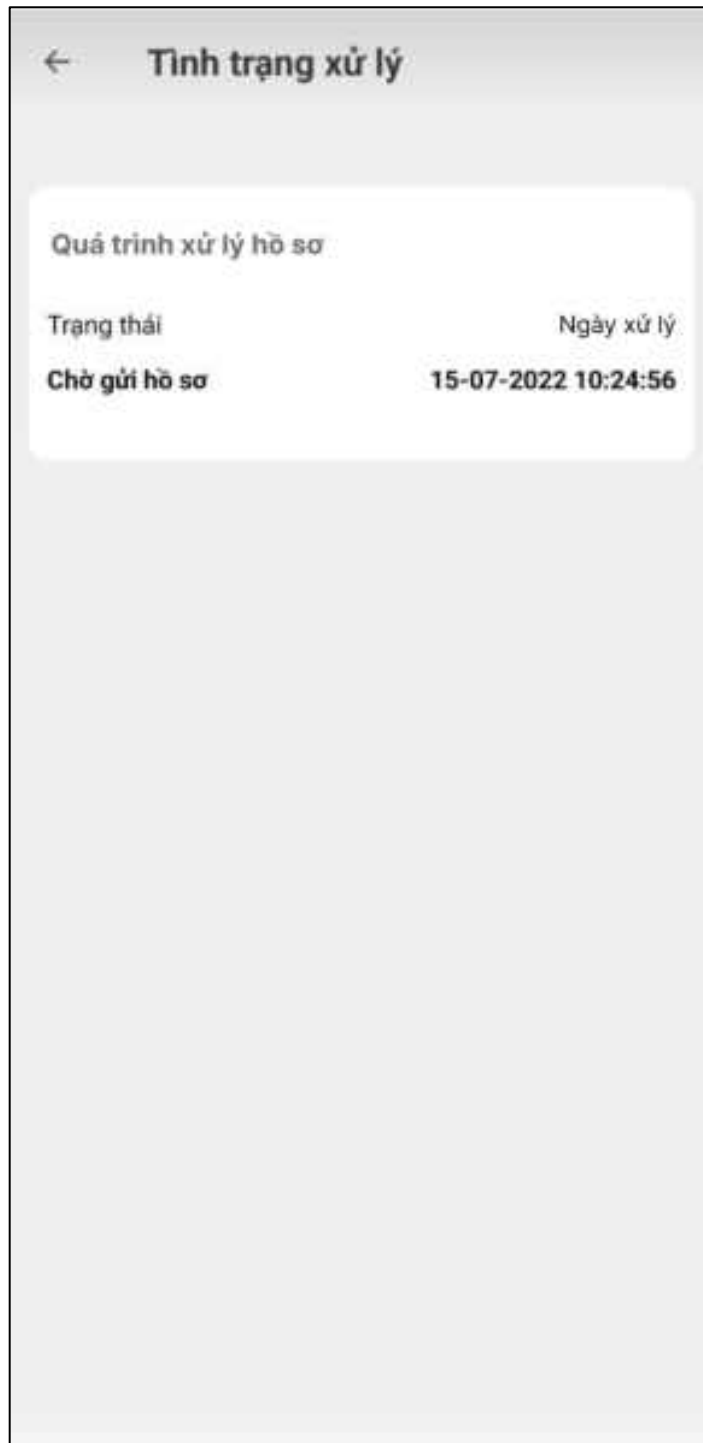 Tình trạng xử lý
Quá trình xử lý hồ sơ
Trạng thái Ngày xử lý
Chờ gửi hồ sơ 15-07-2022 10:24:56